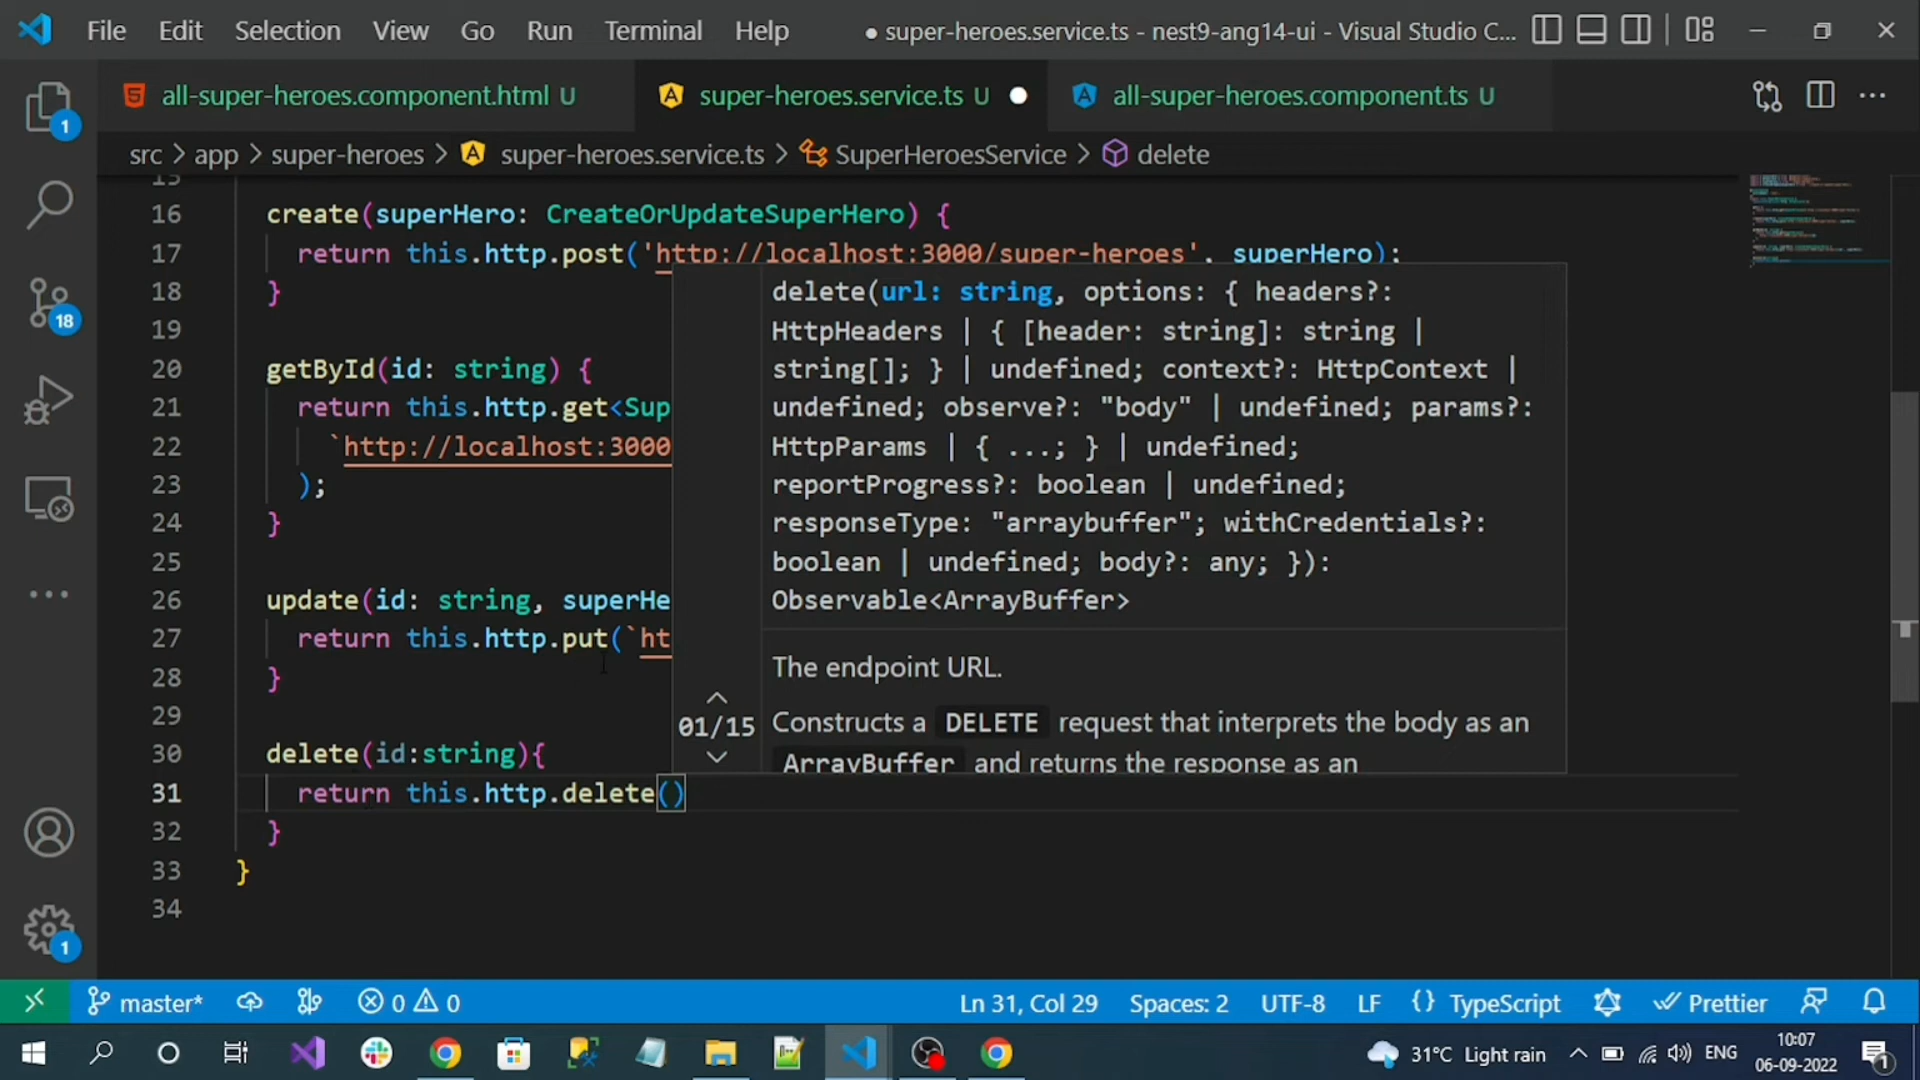 File Edit Selection View Go Run Terminal Help ● super-heroes.service.ts - nest9-ang14-ui - Visual Studio C...
all-super-heroes.component.html U super-heroes.service.ts U all-super-heroes.component.ts U
1
src > app > super-heroes > super-heroes.service.ts > SuperHeroesService > delete
15
16 create(superHero: CreateOrUpdateSuperHero) {
17 return this.http.post('http://localhost:3000/super-heroes', superHero);
18 }
19
20 getById(id: string) {
21 return this.http.get<Sup
22 `http://localhost:3000
23 );
24 }
25
26 update(id: string, superHe
27 return this.http.put(`ht
28 }
29
30 delete(id:string){
31 return this.http.delete()
32 }
33 }
34
delete(url: string, options: { headers?:
HttpHeaders | { [header: string]: string |
string[]; } | undefined; context?: HttpContext |
undefined; observe?: "body" | undefined; params?:
HttpParams | { ...; } | undefined;
reportProgress?: boolean | undefined;
responseType: "arraybuffer"; withCredentials?:
boolean | undefined; body?: any; }):
Observable<ArrayBuffer>
The endpoint URL.
01/15
Constructs a DELETE request that interprets the body as an
ArrayBuffer and returns the response as an
18
1
master* 0 0 Ln 31, Col 29 Spaces: 2 UTF-8 LF {} TypeScript Prettier
31°C Light rain ENG 10:07
06-09-2022
1